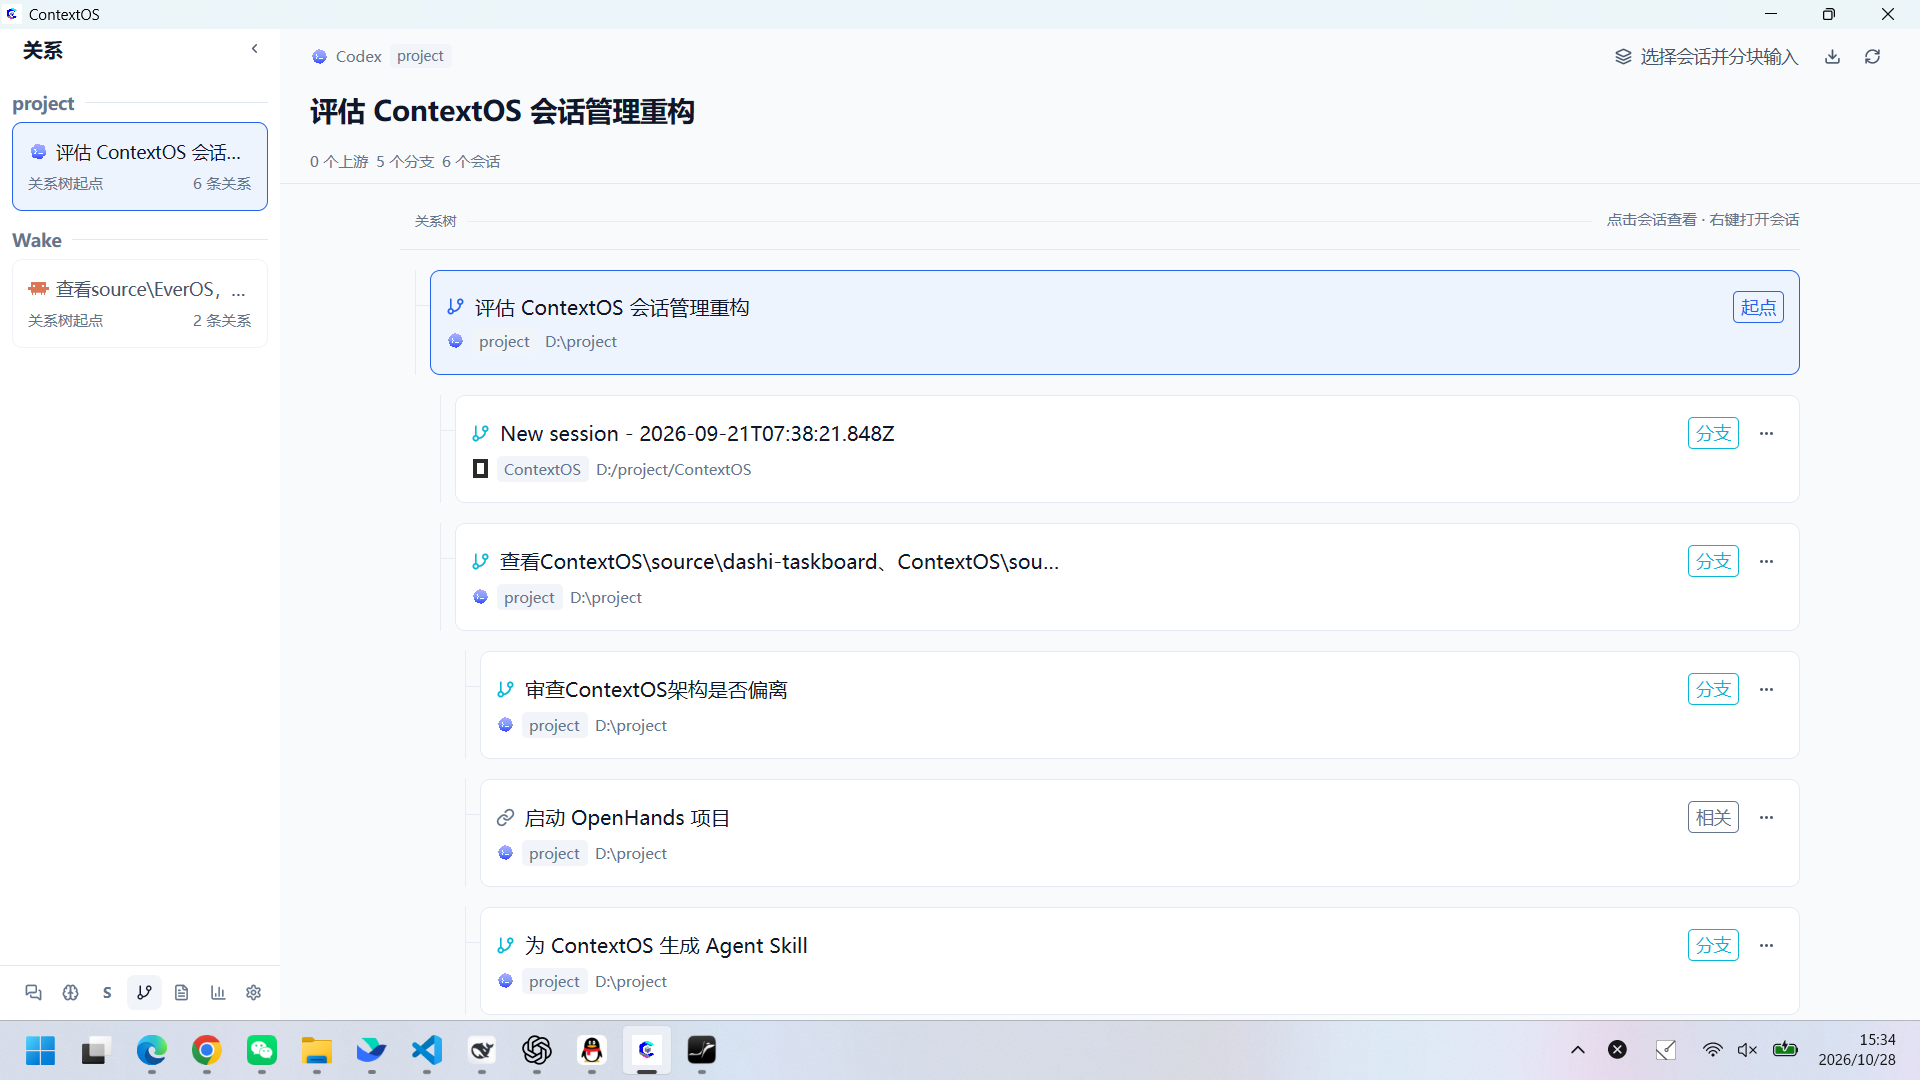 ContextOS
关系
project
评估 ContextOS 会话...
关系树起点 6 条关系
Wake
查看source\EverOS，...
关系树起点 2 条关系
Codex project
选择会话并分块输入
评估 ContextOS 会话管理重构
0 个上游 5 个分支 6 个会话
关系树
点击会话查看 · 右键打开会话
评估 ContextOS 会话管理重构
起点
project D:\project
New session - 2026-09-21T07:38:21.848Z
分支
ContextOS D:/project/ContextOS
查看ContextOS\source\dashi-taskboard、ContextOS\sou...
分支
project D:\project
审查ContextOS架构是否偏离
分支
project D:\project
启动 OpenHands 项目
相关
project D:\project
为 ContextOS 生成 Agent Skill
分支
project D:\project
S
15:34
2026/10/28